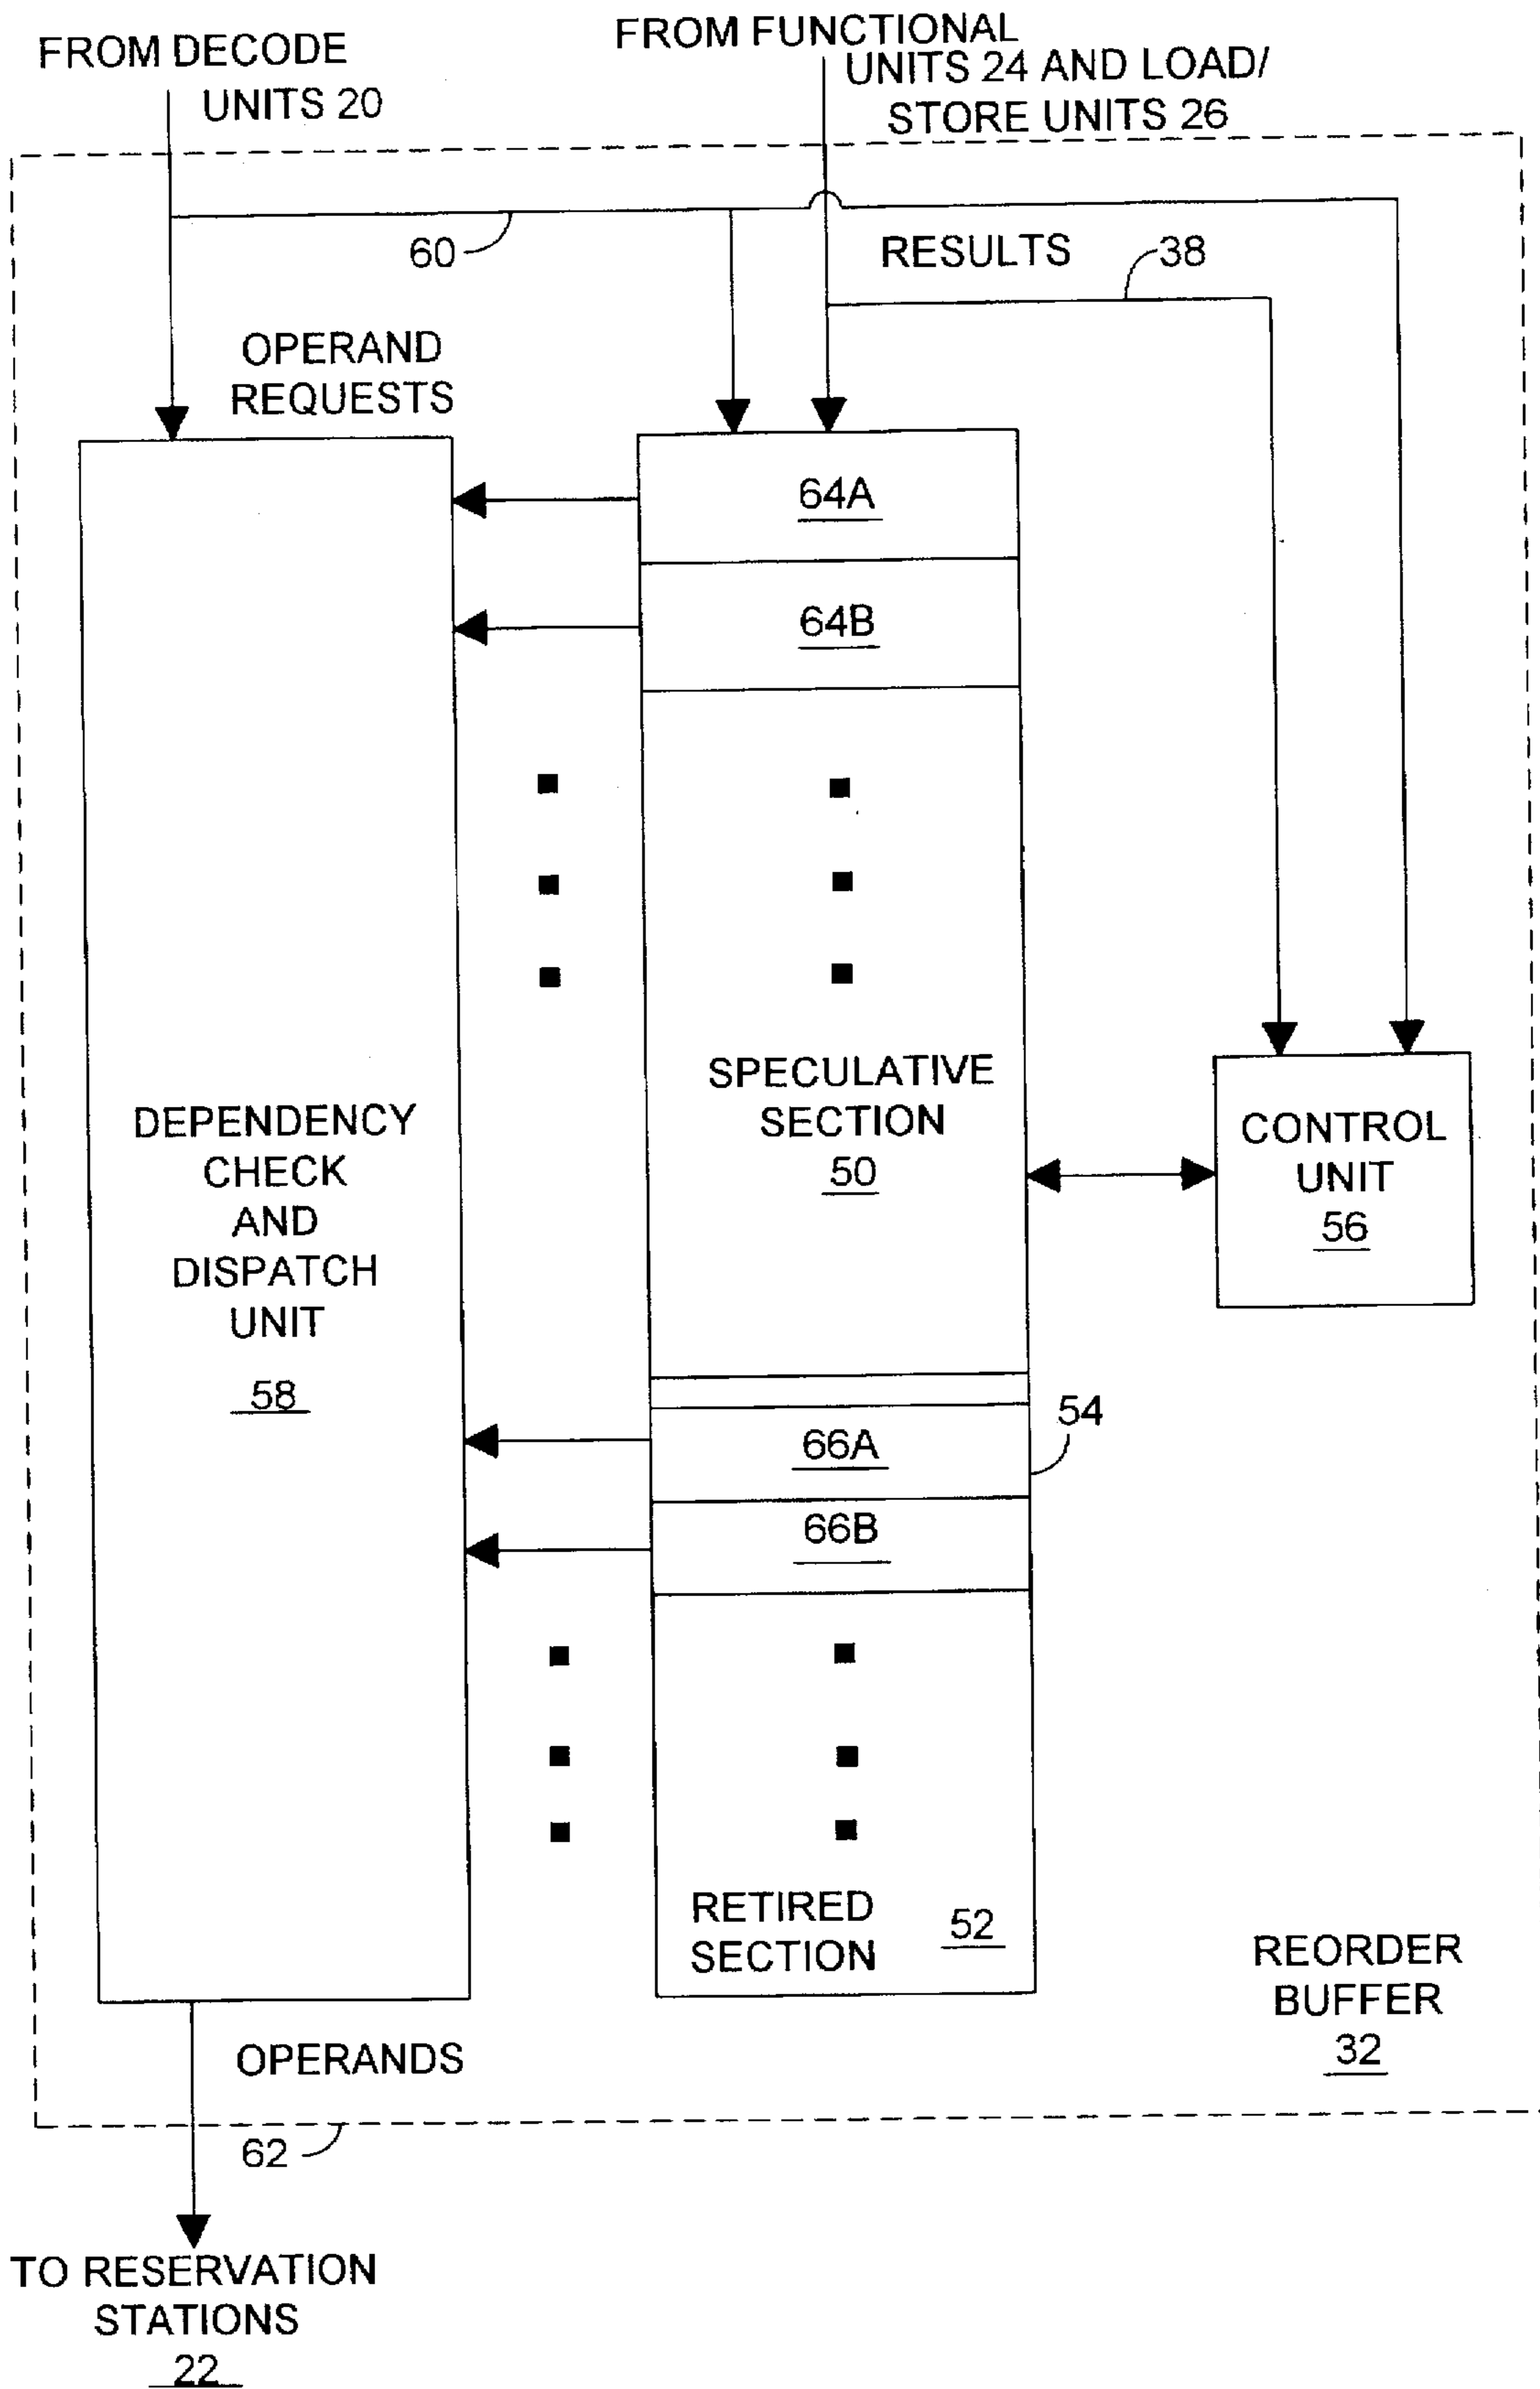 FROM DECODE
UNITS 20
FROM FUNCTIONAL
UNITS 24 AND LOAD/
STORE UNITS 26
60
RESULTS
38
OPERAND
REQUESTS
64A
64B
SPECULATIVE
SECTION
50
CONTROL
UNIT
56
DEPENDENCY
CHECK
AND
DISPATCH
UNIT
58
54
66A
66B
RETIRED
SECTION
52
REORDER
BUFFER
32
OPERANDS
62
TO RESERVATION
STATIONS
22